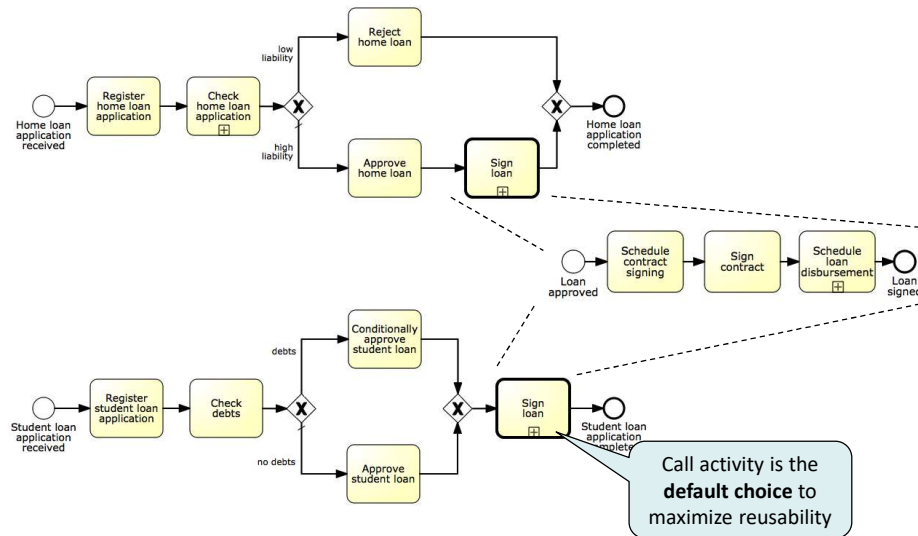 Reject
home loan
low
liability
Register
home loan
application
Check
home loan
application
X
X
Home loan
application
received
Home loan
application
completed
high
liability
Approve
home loan
Sign
loan
Schedule
contract
signing
Sign
contract
Schedule
loan
disbursement
Loan
approved
Loan
signed
Conditionally
approve
student loan
debts
Register
student loan
application
Check
debts
X
X
Sign
loan
Student loan
application
received
Student loan
application
complete
no debts
Approve
student loan
Call activity is the
default choice to
maximize reusability